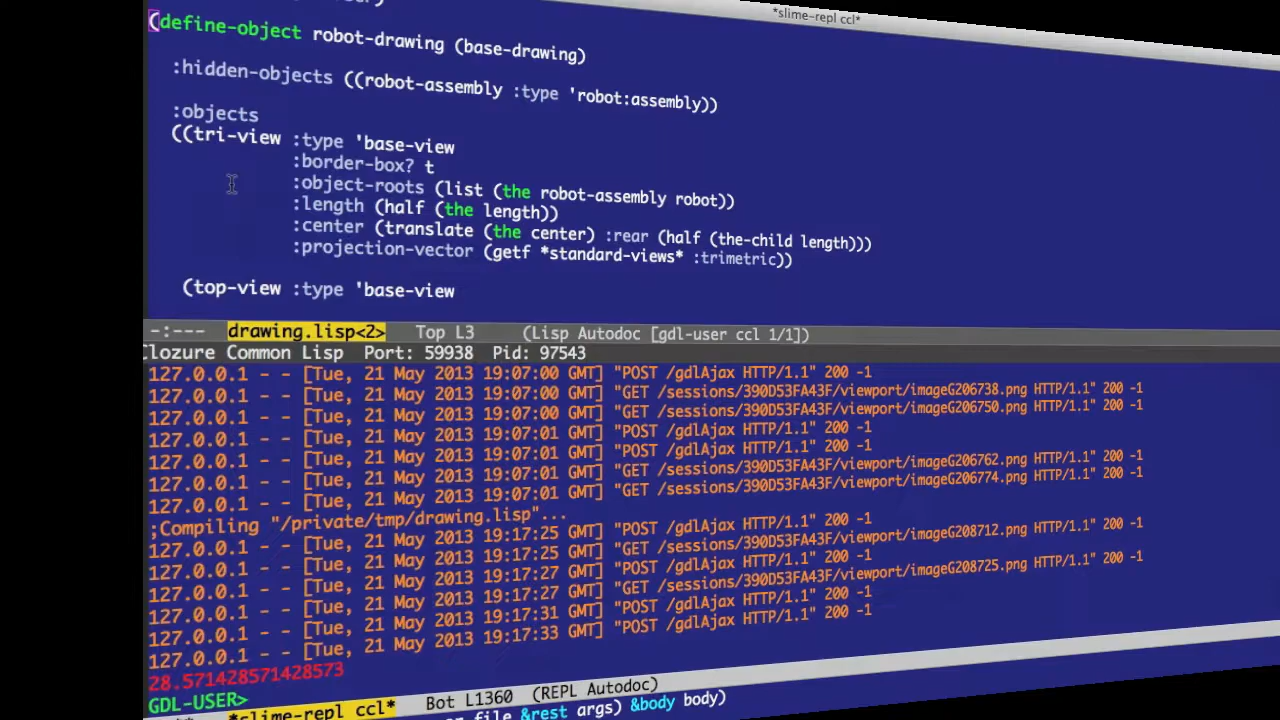 *slime-repl ccl*
(define-object robot-drawing (base-drawing)
:hidden-objects ((robot-assembly :type 'robot:assembly))
:objects
((tri-view :type 'base-view
:border-box? t
:object-roots (list (the robot-assembly robot))
:length (half (the length))
:center (translate (the center) :rear (half (the-child length)))
:projection-vector (getf *standard-views* :trimetric))
(top-view :type 'base-view
-:--- drawing.lisp<2> Top L3 (Lisp Autodoc [gdl-user ccl 1/1])
Clozure Common Lisp Port: 59938 Pid: 97543
127.0.0.1 - - [Tue, 21 May 2013 19:07:00 GMT] "POST /gdlAjax HTTP/1.1" 200 -1
127.0.0.1 - - [Tue, 21 May 2013 19:07:00 GMT] "GET /sessions/390D53FA43F/viewport/imageG206738.png HTTP/1.1" 200 -1
127.0.0.1 - - [Tue, 21 May 2013 19:07:00 GMT] "GET /sessions/390D53FA43F/viewport/imageG206750.png HTTP/1.1" 200 -1
127.0.0.1 - - [Tue, 21 May 2013 19:07:01 GMT] "POST /gdlAjax HTTP/1.1" 200 -1
127.0.0.1 - - [Tue, 21 May 2013 19:07:01 GMT] "POST /gdlAjax HTTP/1.1" 200 -1
127.0.0.1 - - [Tue, 21 May 2013 19:07:01 GMT] "GET /sessions/390D53FA43F/viewport/imageG206762.png HTTP/1.1" 200 -1
127.0.0.1 - - [Tue, 21 May 2013 19:07:01 GMT] "GET /sessions/390D53FA43F/viewport/imageG206774.png HTTP/1.1" 200 -1
;Compiling "/private/tmp/drawing.lisp"...
127.0.0.1 - - [Tue, 21 May 2013 19:17:25 GMT] "POST /gdlAjax HTTP/1.1" 200 -1
127.0.0.1 - - [Tue, 21 May 2013 19:17:25 GMT] "GET /sessions/390D53FA43F/viewport/imageG208712.png HTTP/1.1" 200 -1
127.0.0.1 - - [Tue, 21 May 2013 19:17:27 GMT] "POST /gdlAjax HTTP/1.1" 200 -1
127.0.0.1 - - [Tue, 21 May 2013 19:17:27 GMT] "GET /sessions/390D53FA43F/viewport/imageG208725.png HTTP/1.1" 200 -1
127.0.0.1 - - [Tue, 21 May 2013 19:17:31 GMT] "POST /gdlAjax HTTP/1.1" 200 -1
127.0.0.1 - - [Tue, 21 May 2013 19:17:33 GMT] "POST /gdlAjax HTTP/1.1" 200 -1
28.571428571428573
GDL-USER>
*slime-repl ccl* Bot L1360 (REPL Autodoc)
file &rest args) &body body)